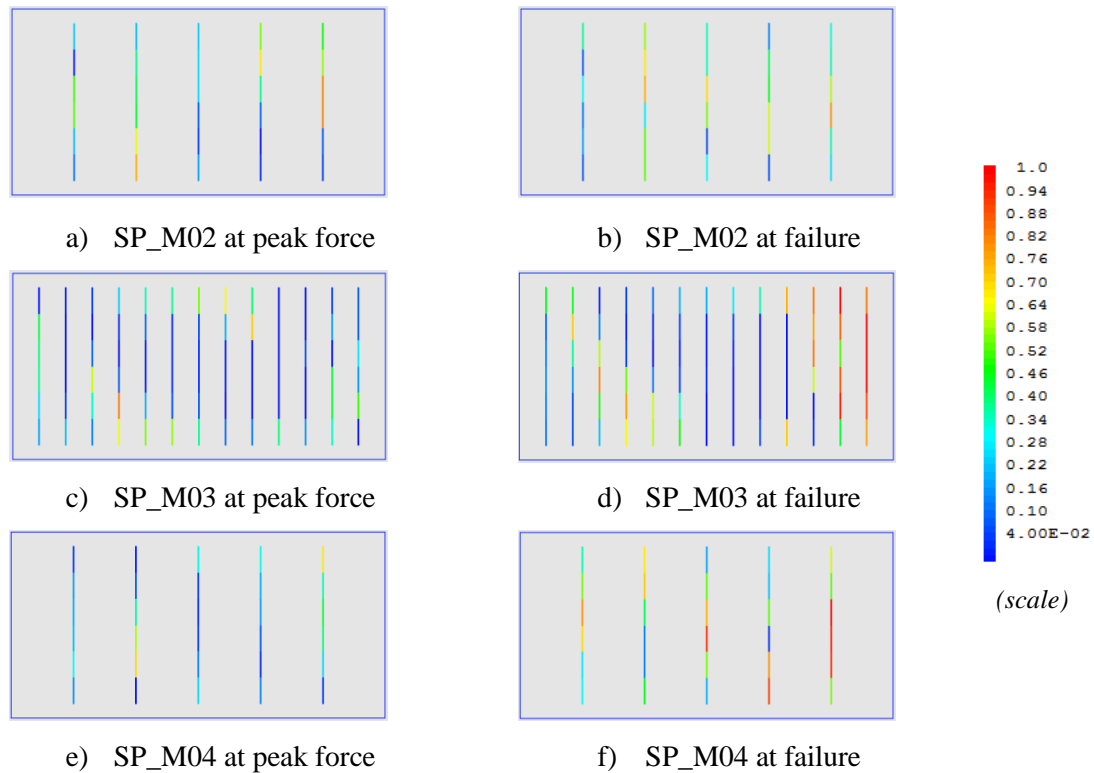 a) SP_M02 at peak force
b) SP_M02 at failure
c) SP_M03 at peak force
d) SP_M03 at failure
e) SP_M04 at peak force
f) SP_M04 at failure
1.0
0.94
0.88
0.82
0.76
0.70
0.64
0.58
0.52
0.46
0.40
0.34
0.28
0.22
0.16
0.10
4.00E-02
(scale)